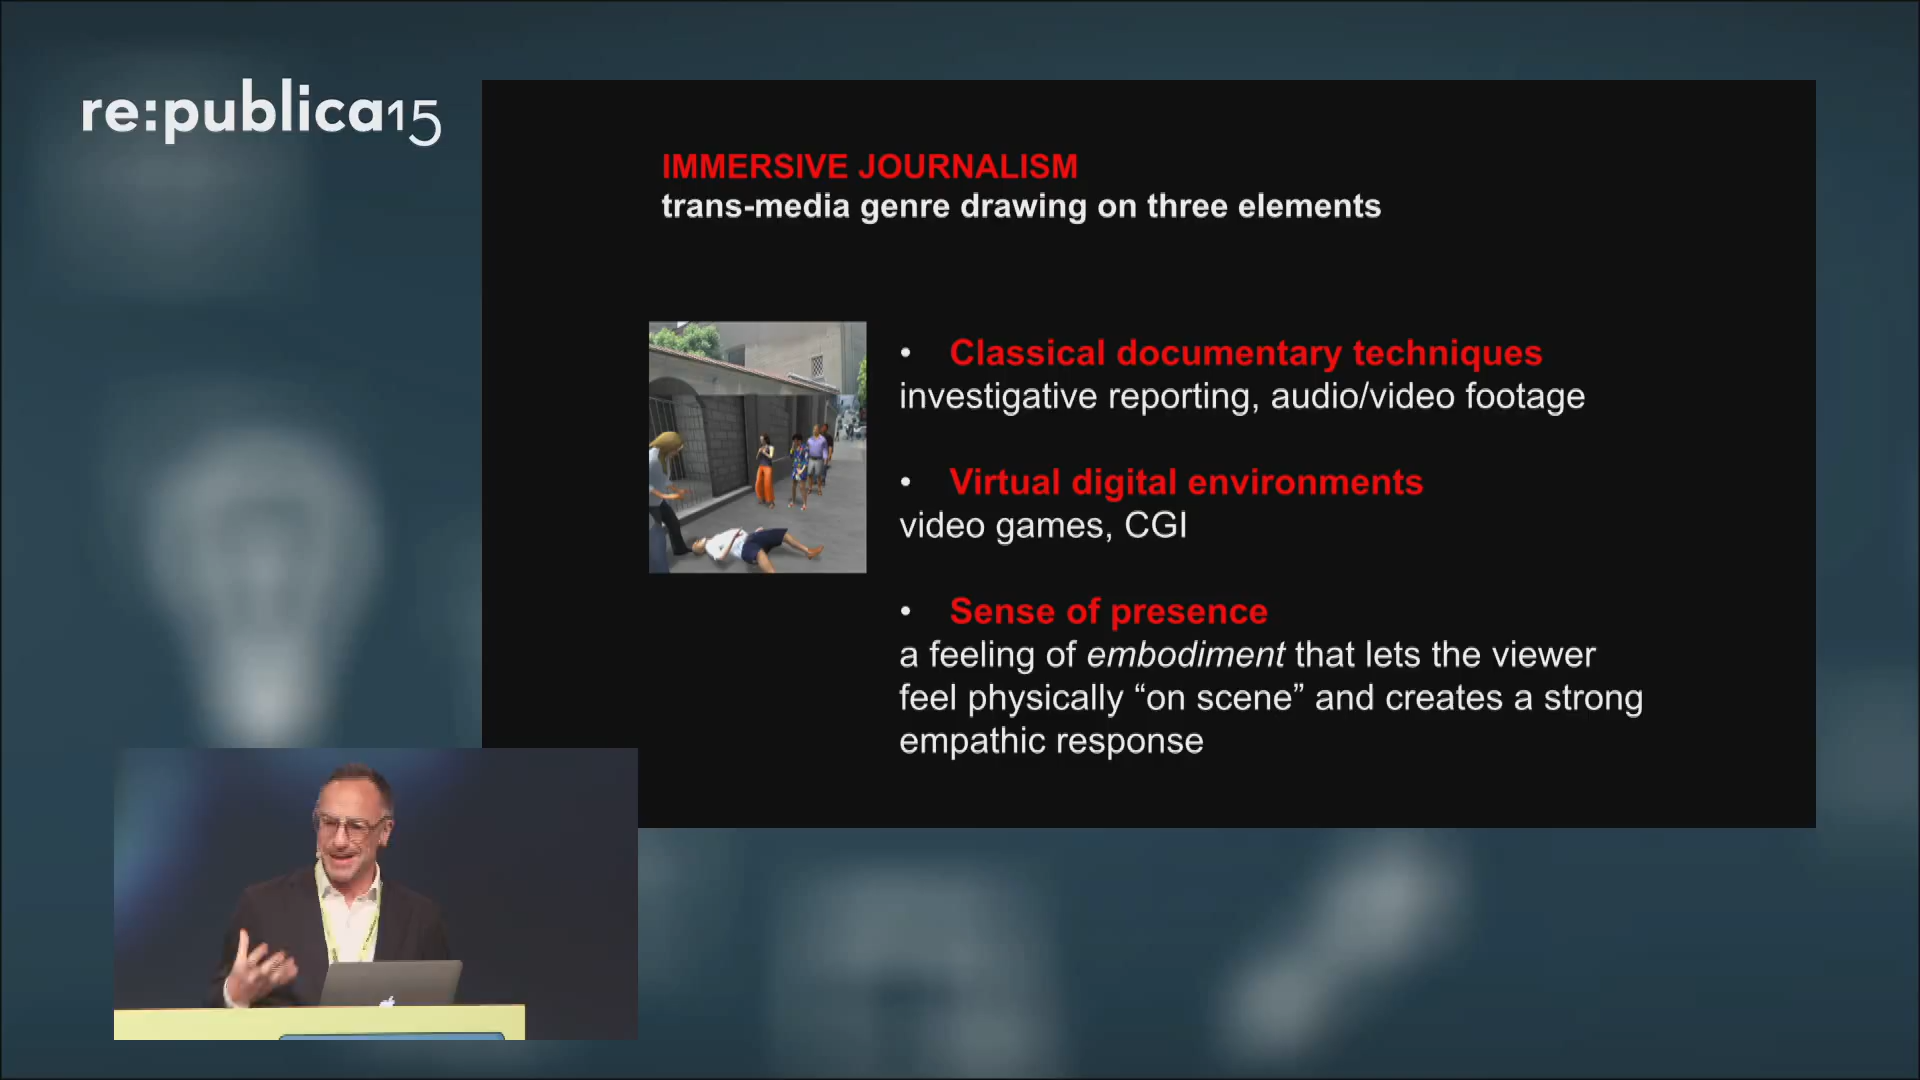 re:publica15
IMMERSIVE JOURNALISM
trans-media genre drawing on three elements
• Classical documentary techniques
investigative reporting, audio/video footage
• Virtual digital environments
video games, CGI
• Sense of presence
a feeling of embodiment that lets the viewer
feel physically “on scene” and creates a strong
empathic response